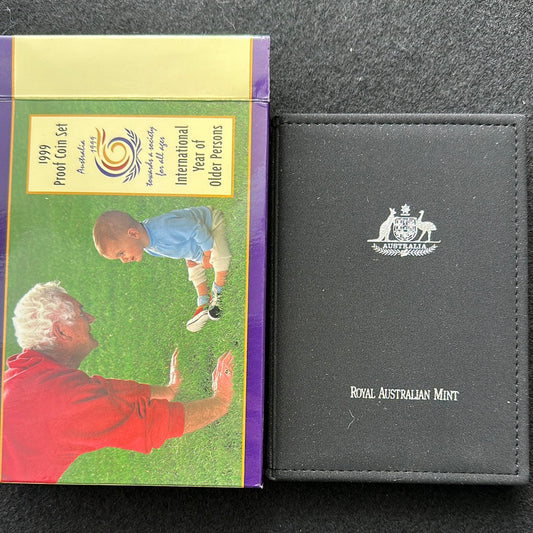 1999
Proof Coin Set
Australia
1999
towards a society
for all ages
International
Year of
Older Persons
AUSTRALIA
ROYAL AUSTRALIAN MINT